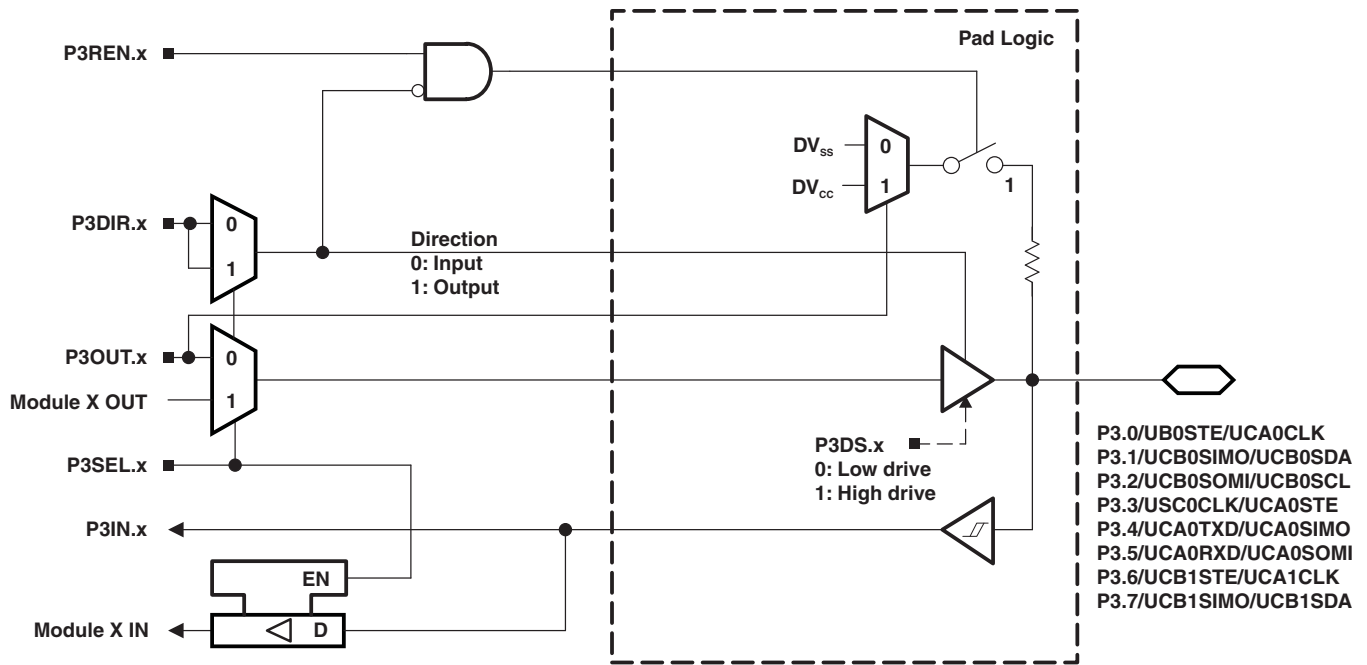 Pad Logic
P3REN.x
DVSS
0
DVCC
1
1
P3DIR.x
0
1
Direction
0: Input
1: Output
P3OUT.x
0
Module X OUT
1
P3DS.x
0: Low drive
1: High drive
P3SEL.x
P3IN.x
EN
Module X IN
D
P3.0/UB0STE/UCA0CLK
P3.1/UCB0SIMO/UCB0SDA
P3.2/UCB0SOMI/UCB0SCL
P3.3/USC0CLK/UCA0STE
P3.4/UCA0TXD/UCA0SIMO
P3.5/UCA0RXD/UCA0SOMI
P3.6/UCB1STE/UCA1CLK
P3.7/UCB1SIMO/UCB1SDA